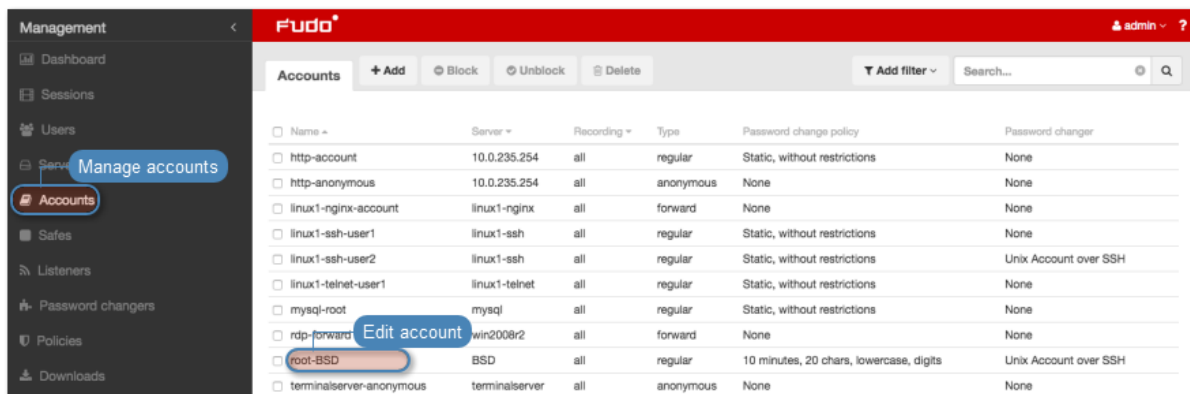 Management <
FUDO
admin ?
Dashboard
Sessions
Users
Serve
Manage accounts
Accounts
Safes
Listeners
Password changers
Policies
Downloads
Accounts + Add Block Unblock Delete Add filter Search...
Name Server Recording Type Password change policy Password changer
http-account 10.0.235.254 all regular Static, without restrictions None
http-anonymous 10.0.235.254 all anonymous None None
linux1-nginx-account linux1-nginx all forward None None
linux1-ssh-user1 linux1-ssh all regular Static, without restrictions None
linux1-ssh-user2 linux1-ssh all regular Static, without restrictions Unix Account over SSH
linux1-telnet-user1 linux1-telnet all regular Static, without restrictions None
mysql-root mysql all regular Static, without restrictions None
rdp-forward win2008r2 all forward None None
Edit account
root-BSD BSD all regular 10 minutes, 20 chars, lowercase, digits Unix Account over SSH
terminalserver-anonymous terminalserver all anonymous None None